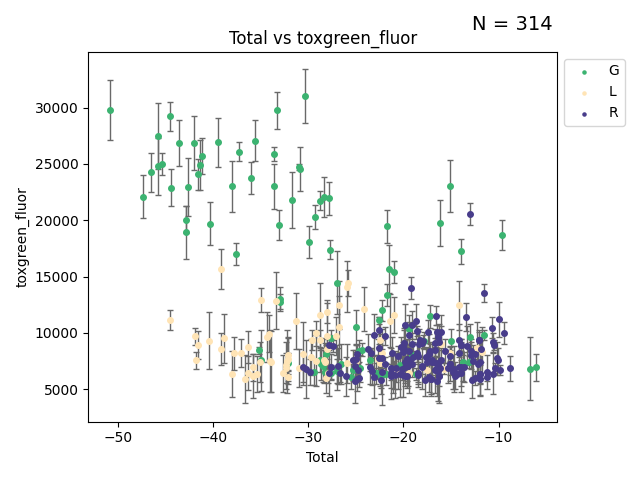 N = 314
Total vs toxgreen_fluor
G
L
R
30000
25000
20000
15000
10000
5000
toxgreen_fluor
−50 −40 −30 −20 −10
Total